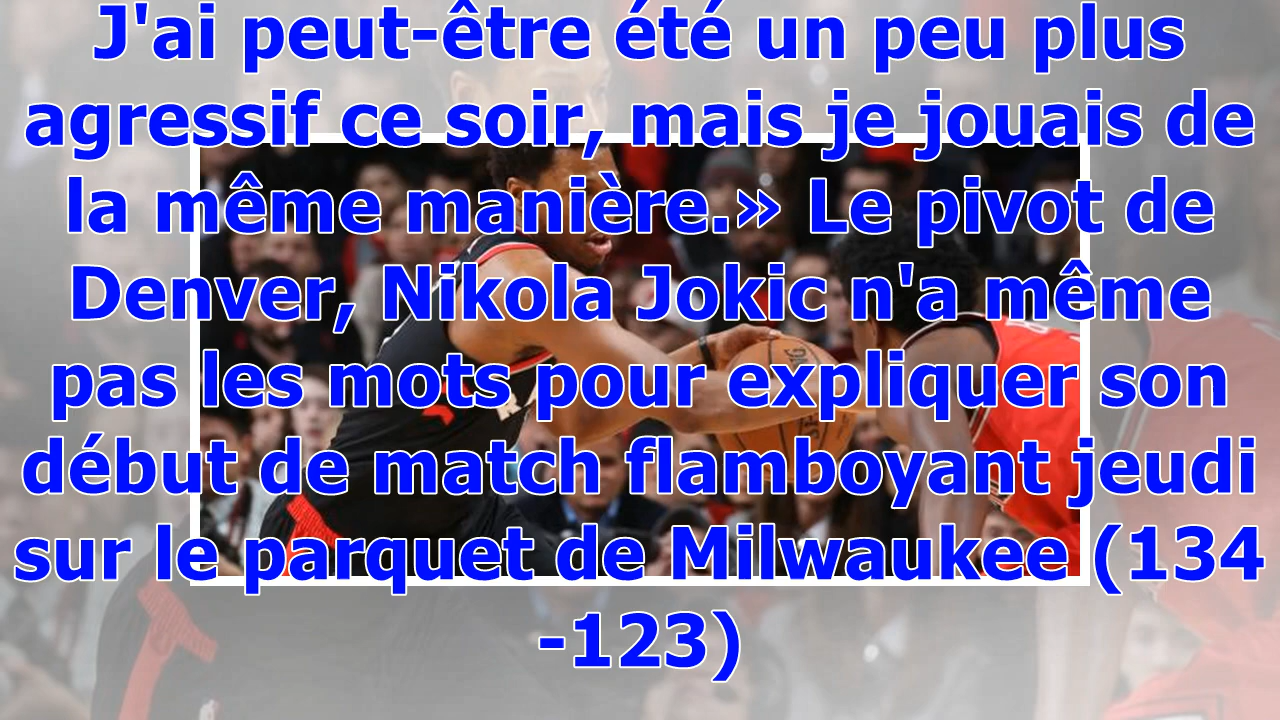 J'ai peut-être été un peu plus
agressif ce soir, mais je jouais de
la même manière.» Le pivot de
Denver, Nikola Jokic n'a même
pas les mots pour expliquer son
début de match flamboyant jeudi
sur le parquet de Milwaukee (134
-123)